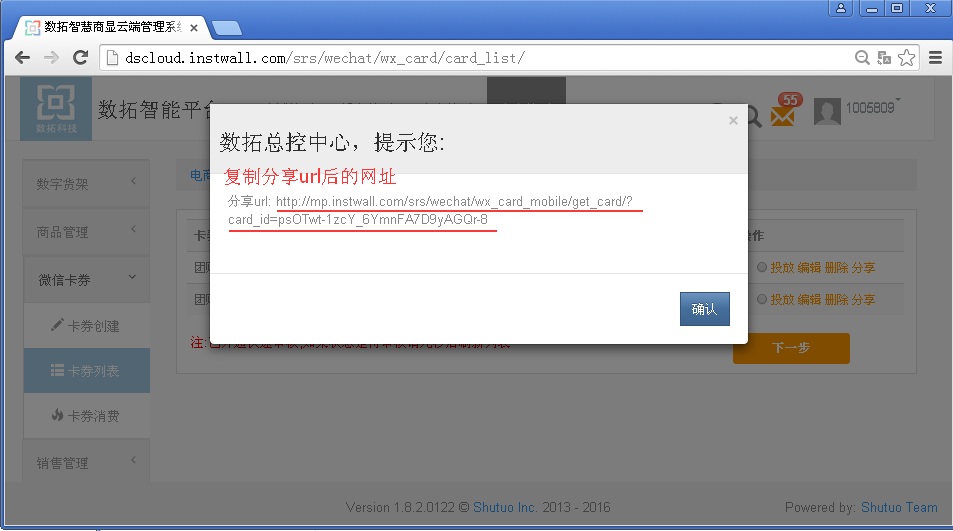 数拓智慧商显云端管理系统
dscloud.instwall.com/srs/wechat/wx_card/card_list/
数拓科技
数拓智能平台
55
1005809
数拓总控中心，提示您:
×
复制分享url后的网址
分享url: http://mp.instwall.com/srs/wechat/wx_card_mobile/get_card/?
card_id=psOTwt-1zcY_6YmnFA7D9yAGQr-8
确认
数字货架
商品管理
微信卡券
卡券创建
卡券列表
卡券消费
销售管理
电商
操作
投放 编辑 删除 分享
投放 编辑 删除 分享
注:
下一步
Version 1.8.2.0122 © Shutuo Inc. 2013 - 2016
Powered by: Shutuo Team